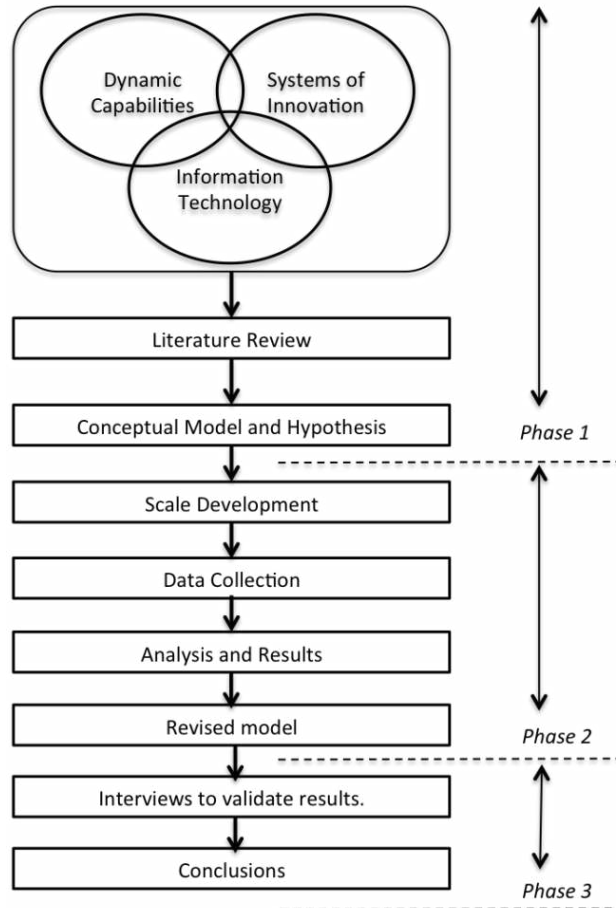 Dynamic
Capabilities
Systems of
Innovation
Information
Technology
Literature Review
Conceptual Model and Hypothesis
Phase 1
Scale Development
Data Collection
Analysis and Results
Revised model
Phase 2
Interviews to validate results.
Conclusions
Phase 3